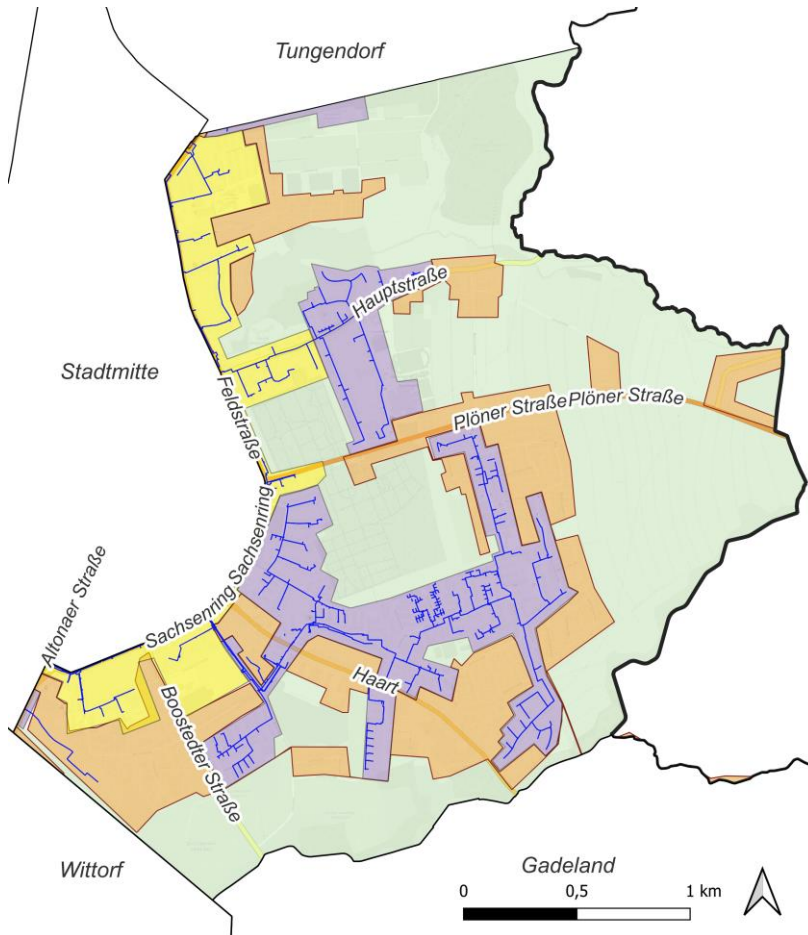 Tungendorf
Hauptstraße
Stadtmitte
Feldstraße
Plöner Straße
Plöner Straße
Sachsenring
Sachsenring
Altonaer Straße
Haart
Boostedter Straße
Wittorf
Gadeland
0 0,5 1 km